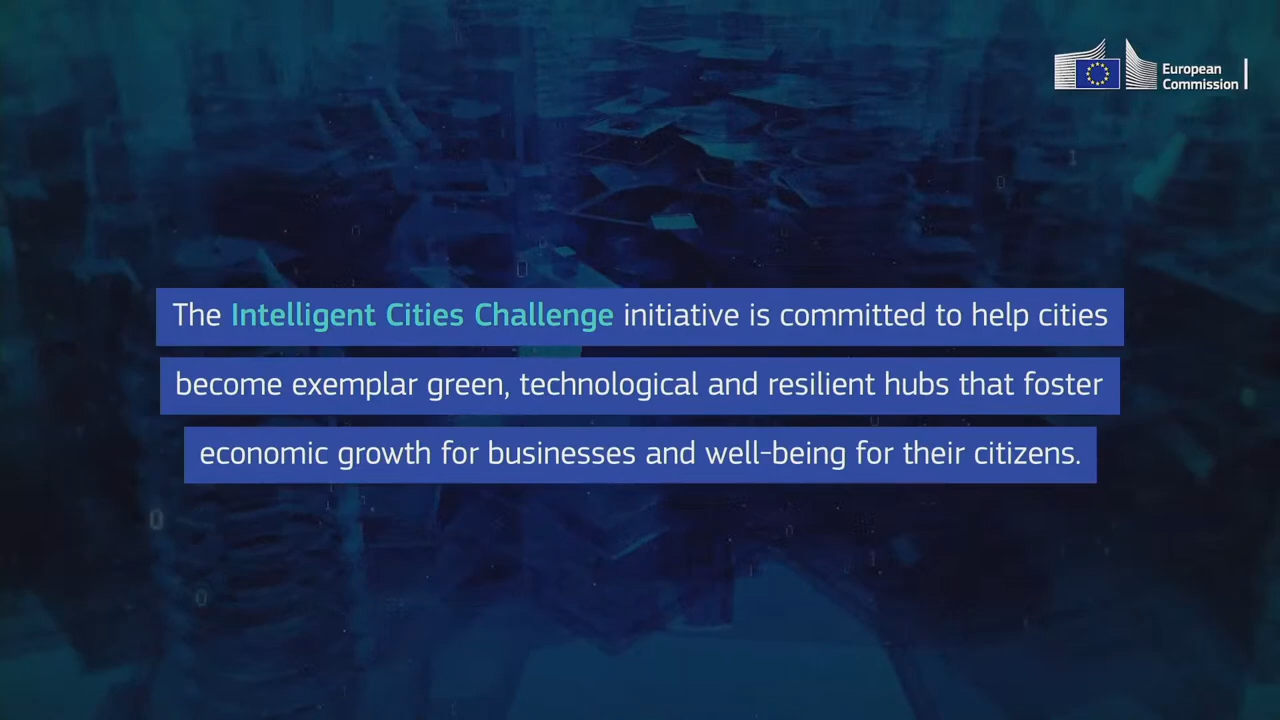 European
Commission
The Intelligent Cities Challenge initiative is committed to help cities
become exemplar green, technological and resilient hubs that foster
economic growth for businesses and well-being for their citizens.